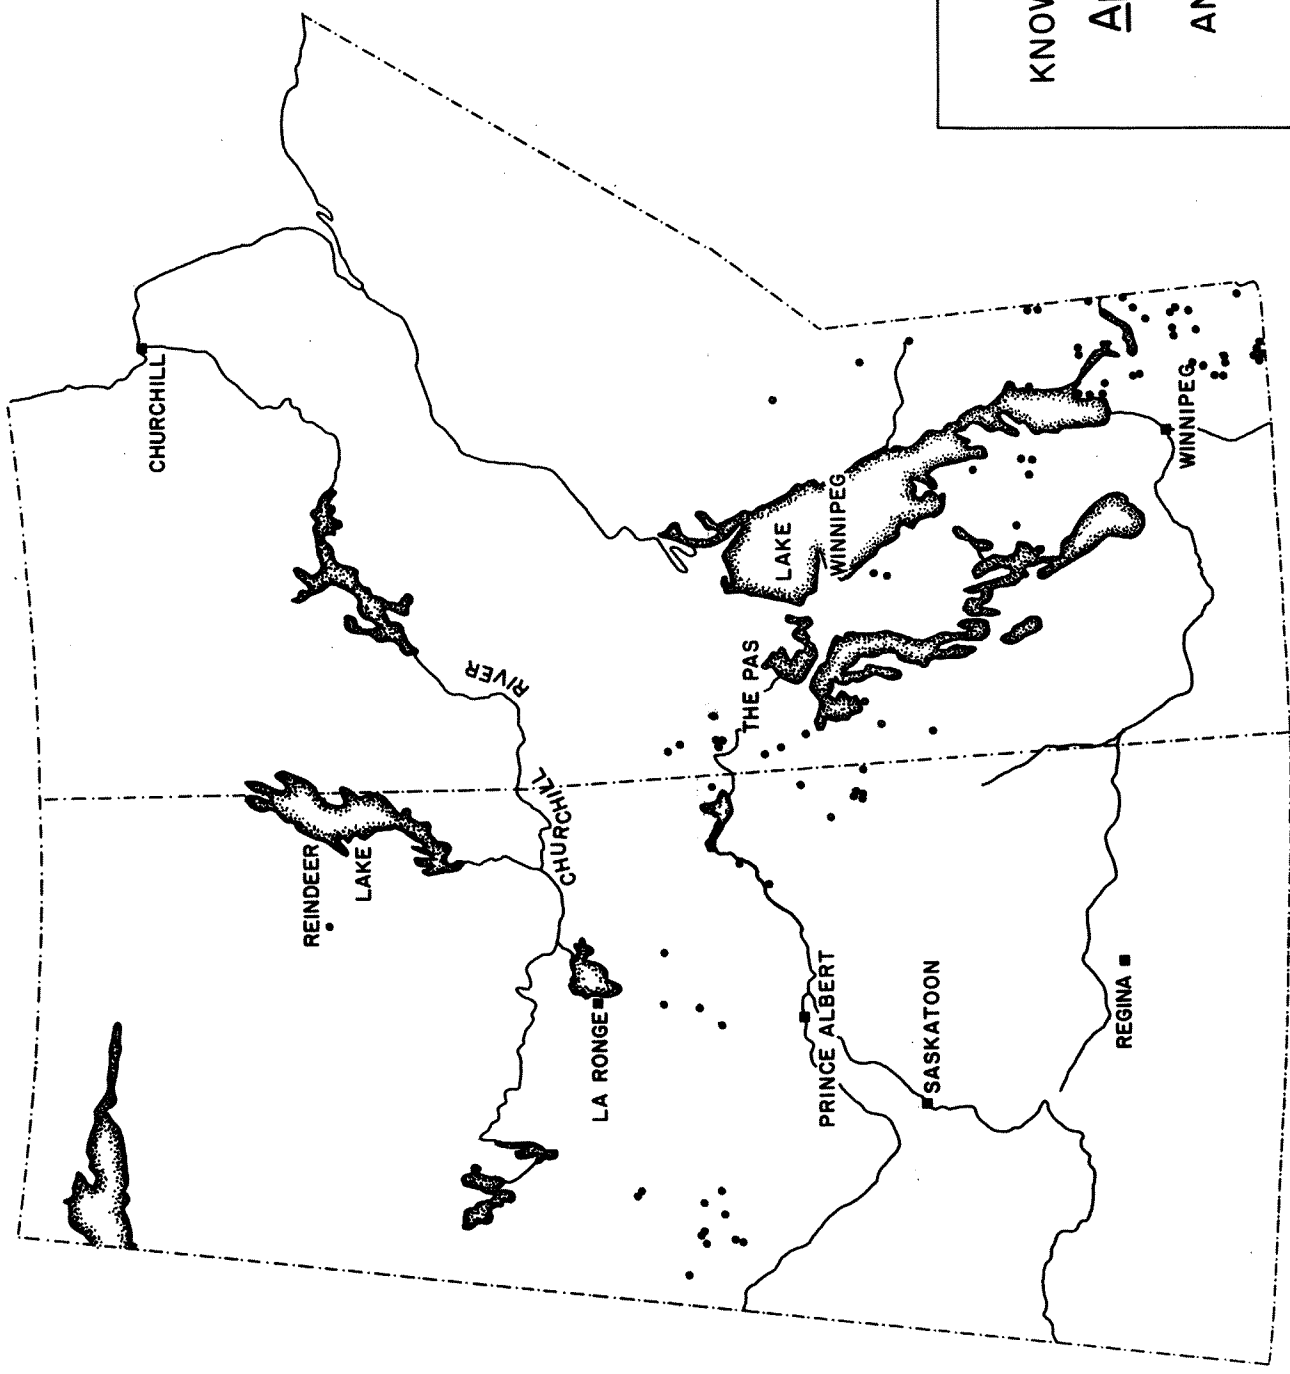 KNOW
AN
CHURCHILL
RIVER
CHURCHILL
REINDEER
LAKE
LA RONGE
THE PAS
LAKE
WINNIPEG
PRINCE ALBERT
SASKATOON
REGINA
WINNIPEG